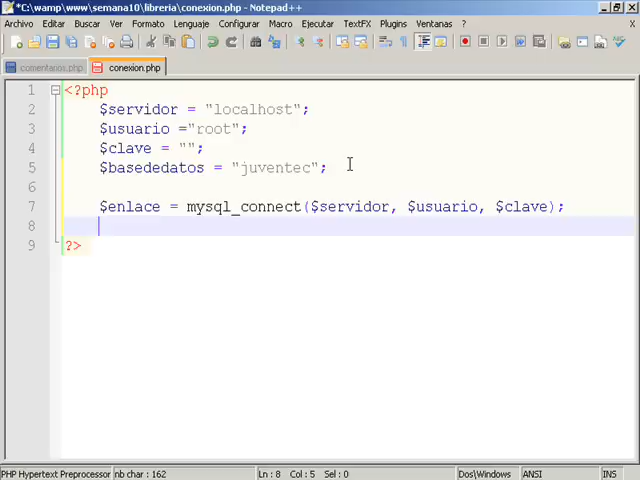 *C:\wamp\www\semana10\libreria\conexion.php - Notepad++
Archivo Editar Buscar Ver Formato Lenguaje Configurar Macro Ejecutar TextFX Plugins Ventanas ?
X
comentarios.php conexion.php
1 <?php
2 $servidor = "localhost";
3 $usuario ="root";
4 $clave = "";
5 $basededatos = "juventec";
6
7 $enlace = mysql_connect($servidor, $usuario, $clave);
8
9 ?>
PHP Hypertext Preprocessor nb char : 162 Ln : 8 Col : 5 Sel : 0 Dos\Windows ANSI INS